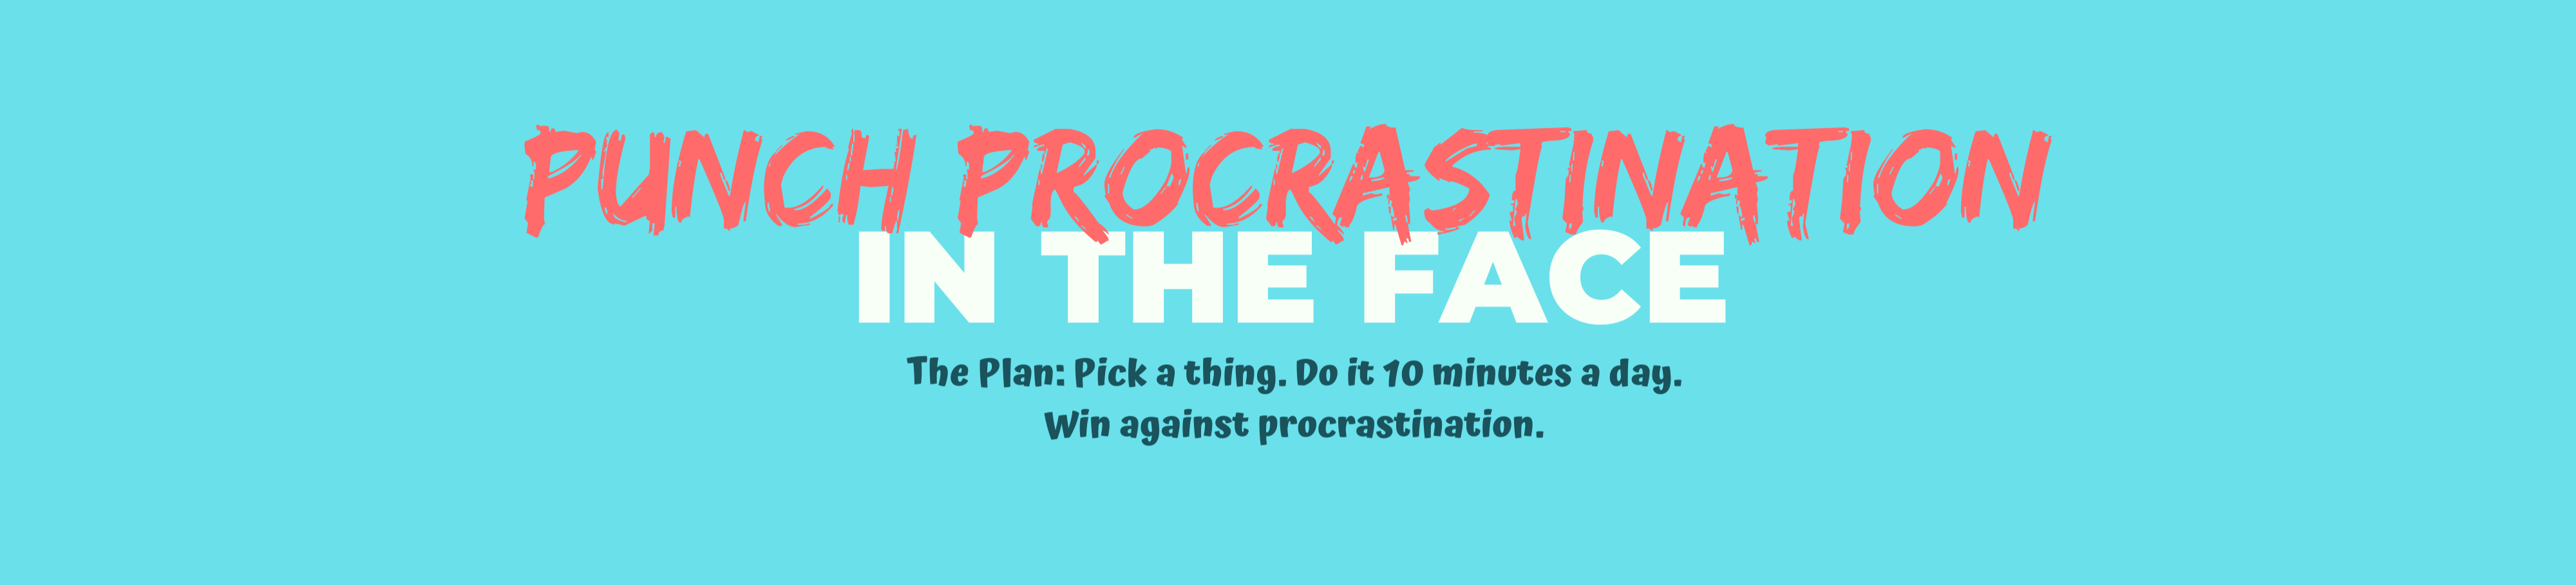 PUNCH PROCRASTINATION
IN THE FACE
The Plan: Pick a thing. Do it 10 minutes a day.
Win against procrastination.